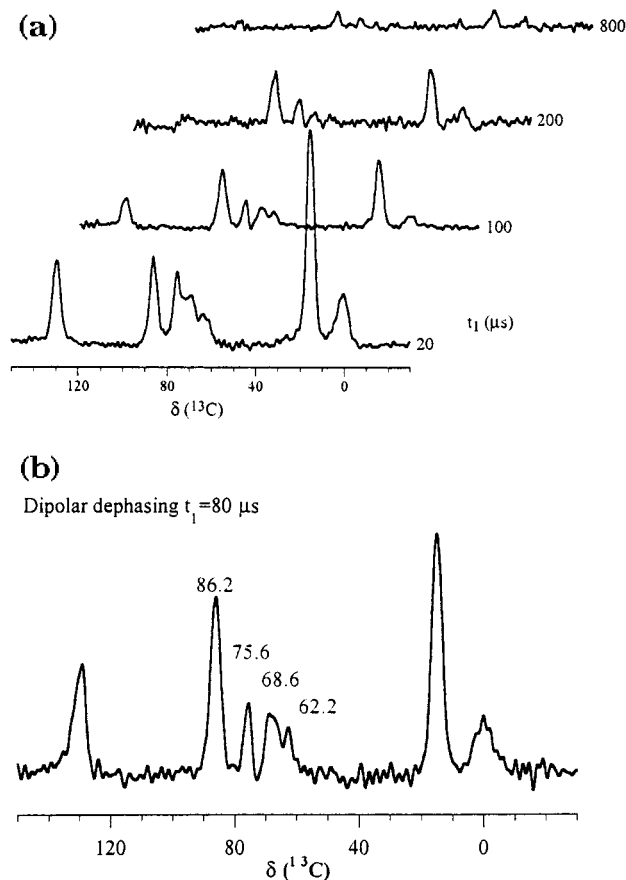 (a)
800
200
100
t₁ (μs)
20
120 80 40 0
δ (¹³C)
(b)
Dipolar dephasing t₁=80 μs
86.2
75.6
68.6
62.2
120 80 40 0
δ (¹³C)